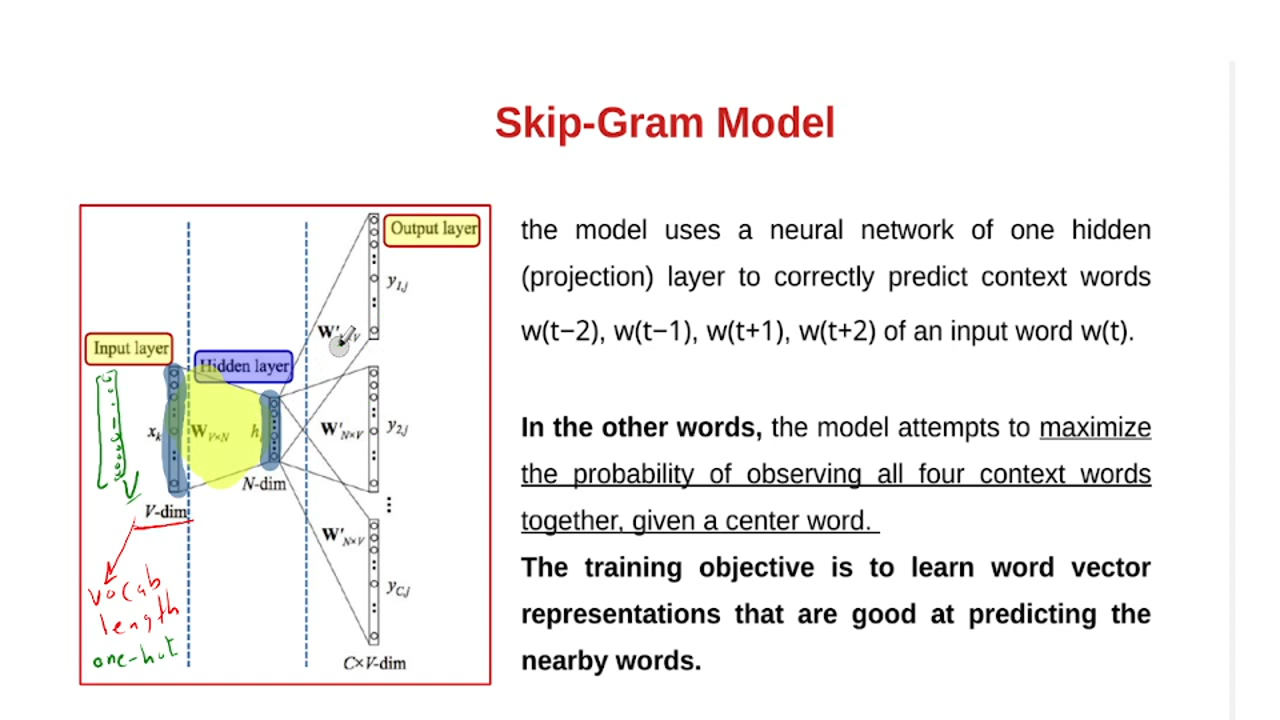 Skip-Gram Model
Output layer
y1,j
W'
V
Input layer
Hidden layer
xk
WV×N
h
W'N×V
y2,j
N-dim
V
V-dim
W'N×V
yC,j
C×V-dim
vocab
length
one-hot
the model uses a neural network of one hidden
(projection) layer to correctly predict context words
w(t−2), w(t−1), w(t+1), w(t+2) of an input word w(t).
In the other words, the model attempts to maximize
the probability of observing all four context words
together, given a center word.
The training objective is to learn word vector
representations that are good at predicting the
nearby words.